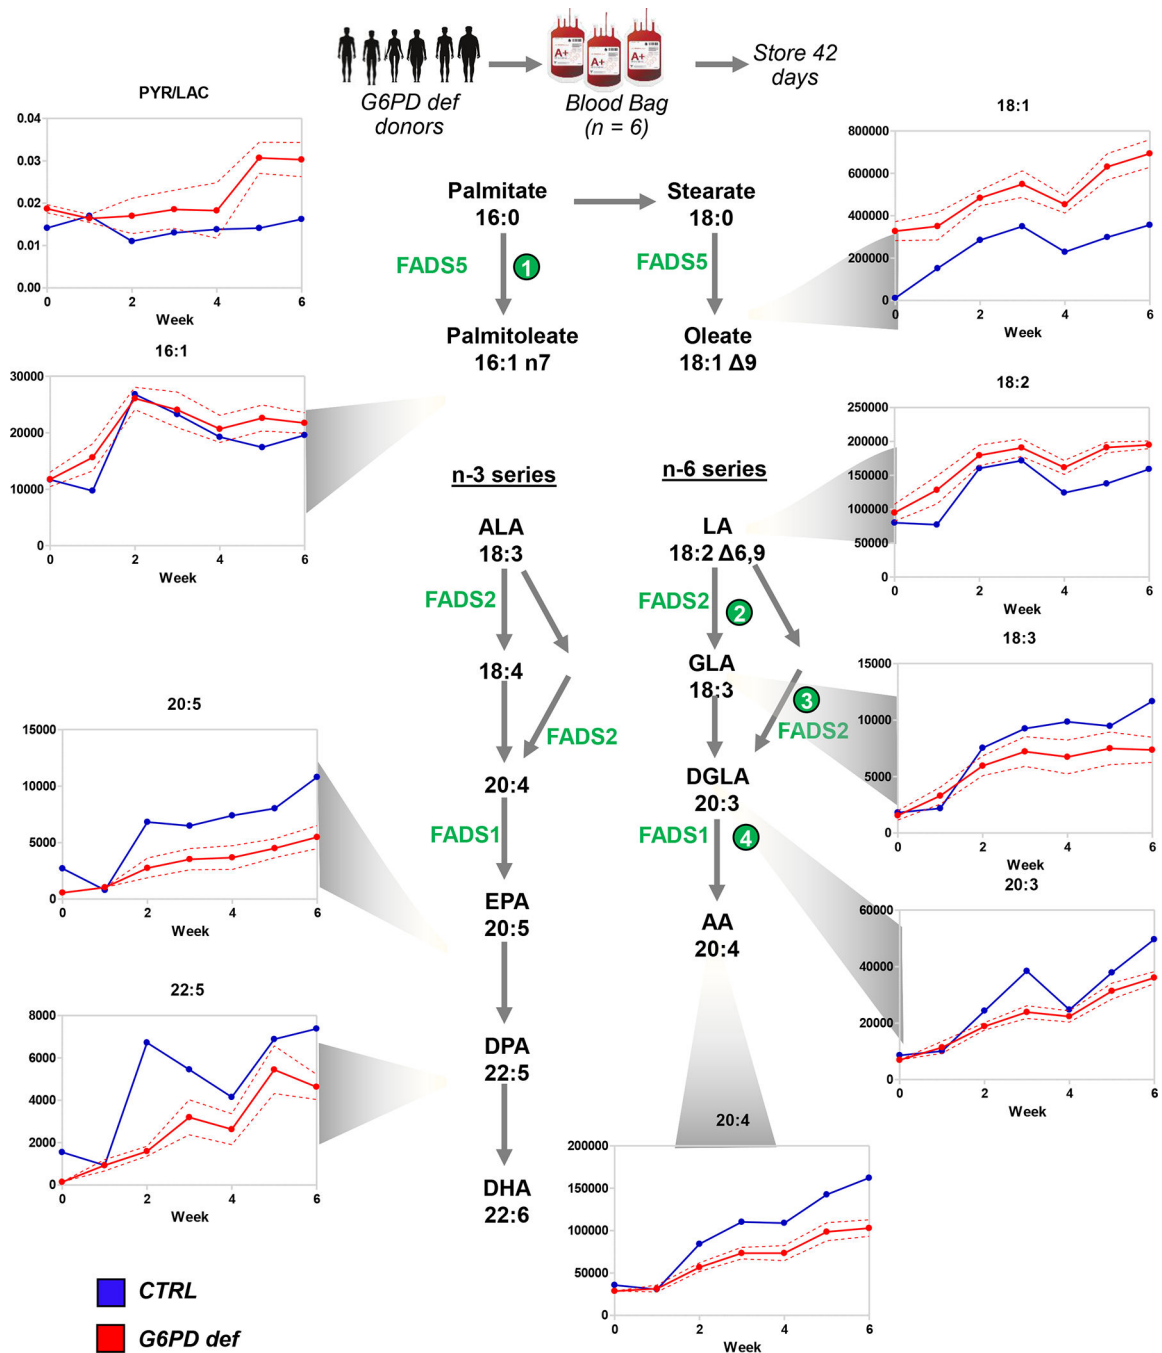 A+
A+
A+
Store 42
days
G6PD def
donors
Blood Bag
(n = 6)
PYR/LAC
0.04
0.03
0.02
0.01
0.00
0
2
4
6
Week
18:1
800000
600000
400000
200000
0
0
2
4
6
Week
Palmitate
16:0
Stearate
18:0
FADS5
1
FADS5
Palmitoleate
16:1 n7
Oleate
18:1 Δ9
16:1
30000
20000
10000
0
0
2
4
6
Week
18:2
250000
200000
150000
100000
50000
0
0
2
4
6
Week
n-3 series
n-6 series
ALA
18:3
LA
18:2 Δ6,9
FADS2
FADS2
2
18:4
GLA
18:3
3
FADS2
FADS2
18:3
15000
10000
5000
0
0
2
4
6
Week
20:5
15000
10000
5000
0
0
2
4
6
Week
20:4
DGLA
20:3
FADS1
FADS1
4
EPA
20:5
AA
20:4
20:3
60000
40000
20000
0
0
2
4
6
Week
22:5
8000
6000
4000
2000
0
0
2
4
6
Week
DPA
22:5
DHA
22:6
20:4
200000
150000
100000
50000
0
0
2
4
6
Week
CTRL
G6PD def